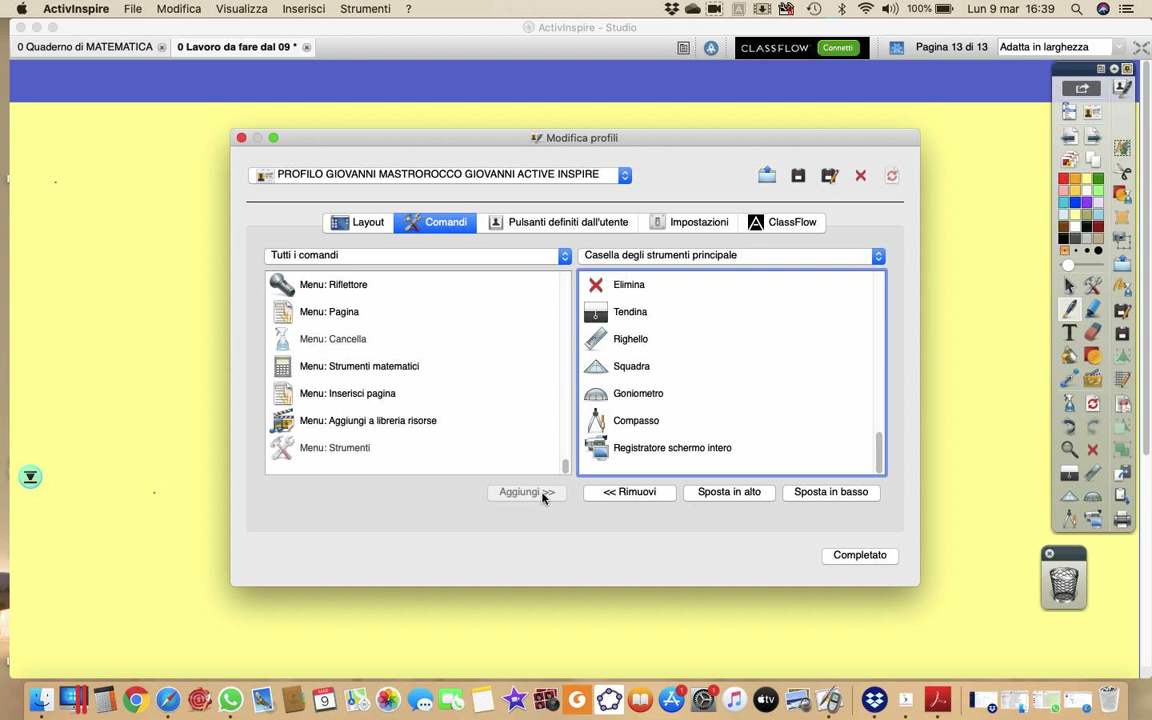 ActivInspire File Modifica Visualizza Inserisci Strumenti ? 100% Lun 9 mar 16:39
ActivInspire - Studio
0 Quaderno di MATEMATICA 0 Lavoro da fare dal 09 * CLASSFLOW Connetti Pagina 13 di 13 Adatta in larghezza
Modifica profili
PROFILO GIOVANNI MASTROROCCO GIOVANNI ACTIVE INSPIRE
Layout Comandi Pulsanti definiti dall'utente Impostazioni ClassFlow
Tutti i comandi Casella degli strumenti principale
Menu: Riflettore Elimina
Menu: Pagina Tendina
Menu: Cancella Righello
Menu: Strumenti matematici Squadra
Menu: Inserisci pagina Goniometro
Menu: Aggiungi a libreria risorse Compasso
Menu: Strumenti Registratore schermo intero
Aggiungi >> << Rimuovi Sposta in alto Sposta in basso
Completato